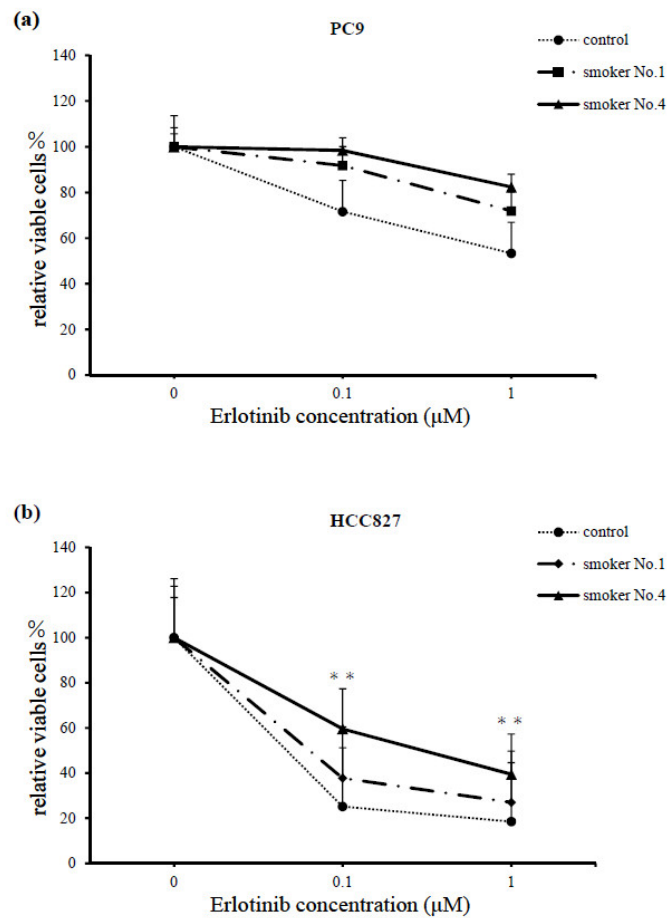 (a)
PC9
140
120
100
80
60
40
20
0
relative viable cells %
0 0.1 1
Erlotinib concentration (μM)
control
smoker No.1
smoker No.4
(b)
HCC827
140
120
100
80
60
40
20
0
relative viable cells %
* *
* *
0 0.1 1
Erlotinib concentration (μM)
control
smoker No.1
smoker No.4